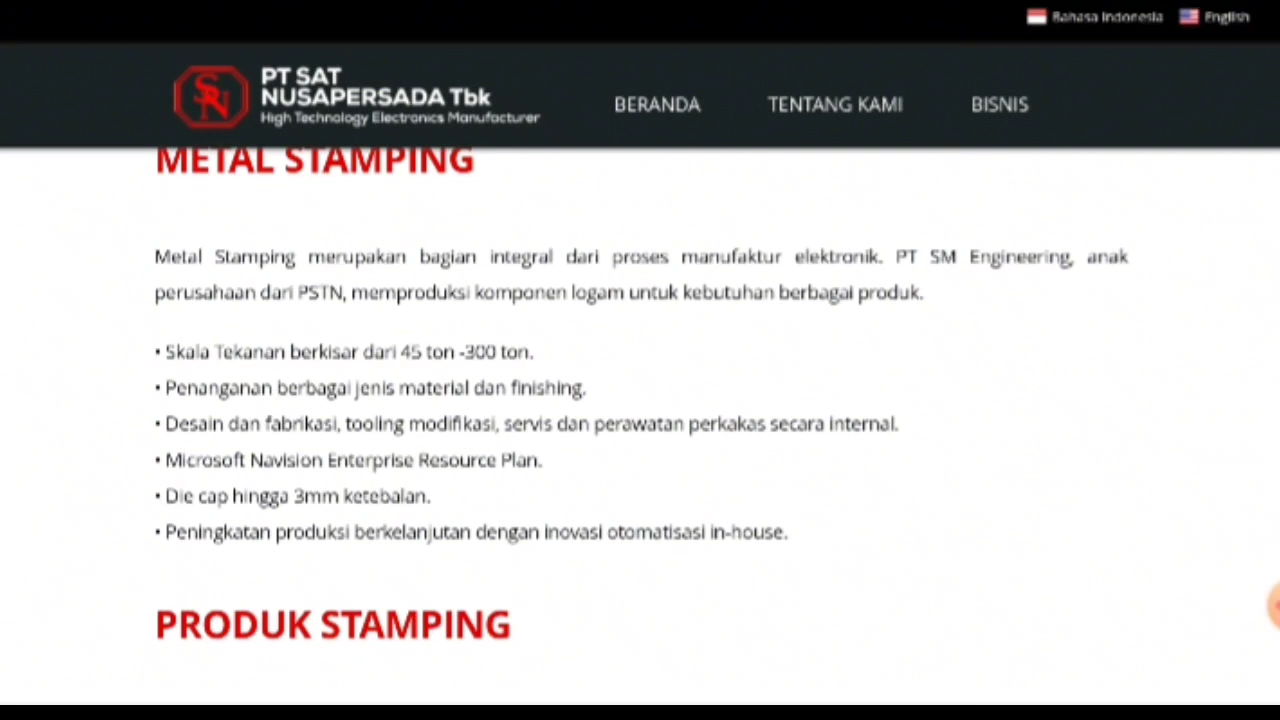 Bahasa Indonesia English
PT SAT
NUSAPERSADA Tbk
High Technology Electronics Manufacturer
BERANDA TENTANG KAMI BISNIS
METAL STAMPING
Metal Stamping merupakan bagian integral dari proses manufaktur elektronik. PT SM Engineering, anak
perusahaan dari PSTN, memproduksi komponen logam untuk kebutuhan berbagai produk.
• Skala Tekanan berkisar dari 45 ton -300 ton.
• Penanganan berbagai jenis material dan finishing.
• Desain dan fabrikasi, tooling modifikasi, servis dan perawatan perkakas secara internal.
• Microsoft Navision Enterprise Resource Plan.
• Die cap hingga 3mm ketebalan.
• Peningkatan produksi berkelanjutan dengan inovasi otomatisasi in-house.
PRODUK STAMPING